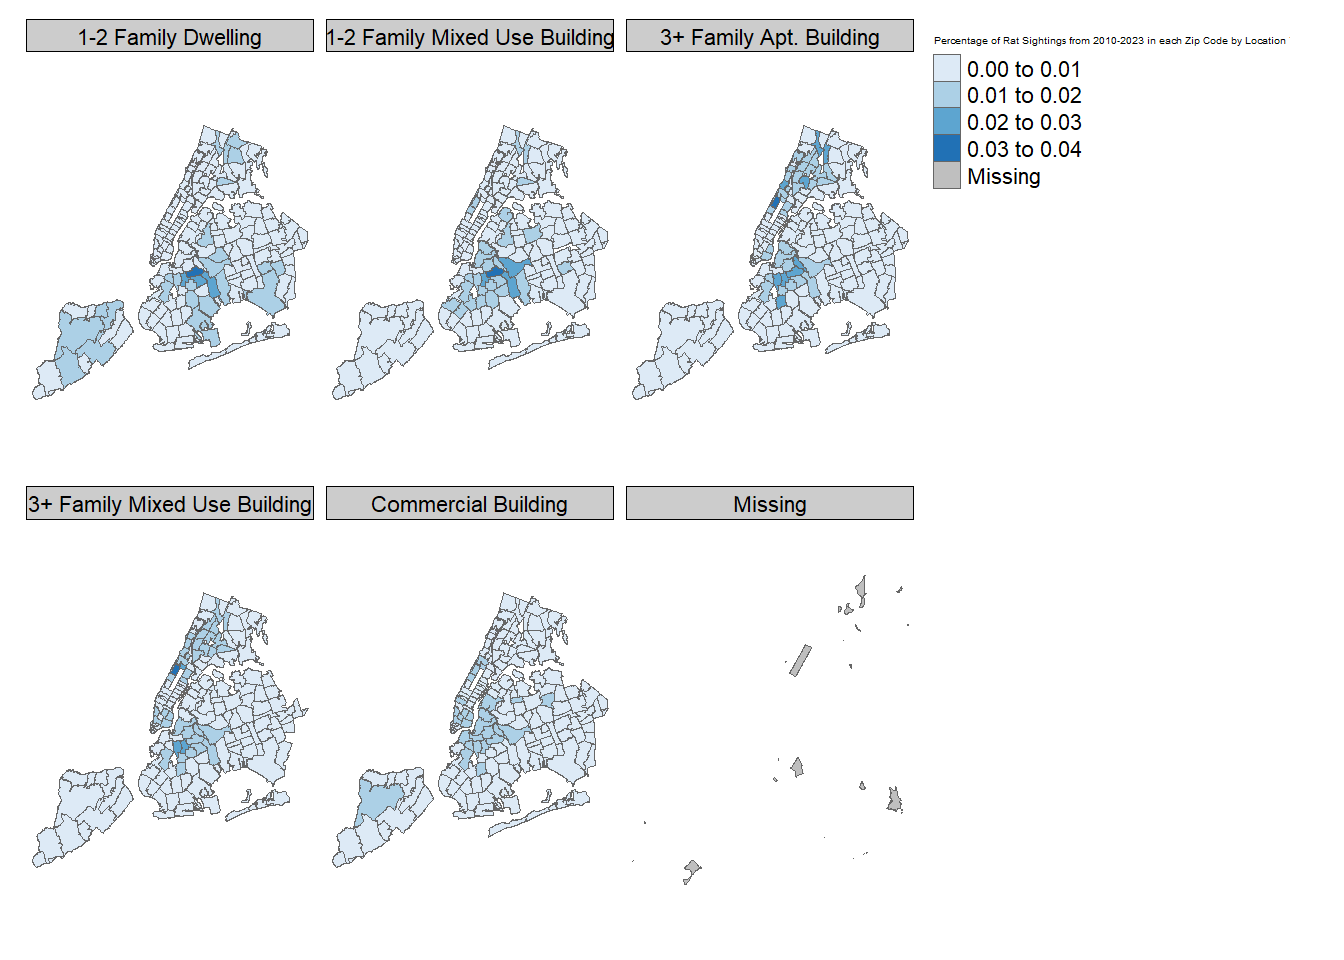 1-2 Family Dwelling
1-2 Family Mixed Use Building
3+ Family Apt. Building
Percentage of Rat Sightings from 2010-2023 in each Zip Code by Location
0.00 to 0.01
0.01 to 0.02
0.02 to 0.03
0.03 to 0.04
Missing
3+ Family Mixed Use Building
Commercial Building
Missing